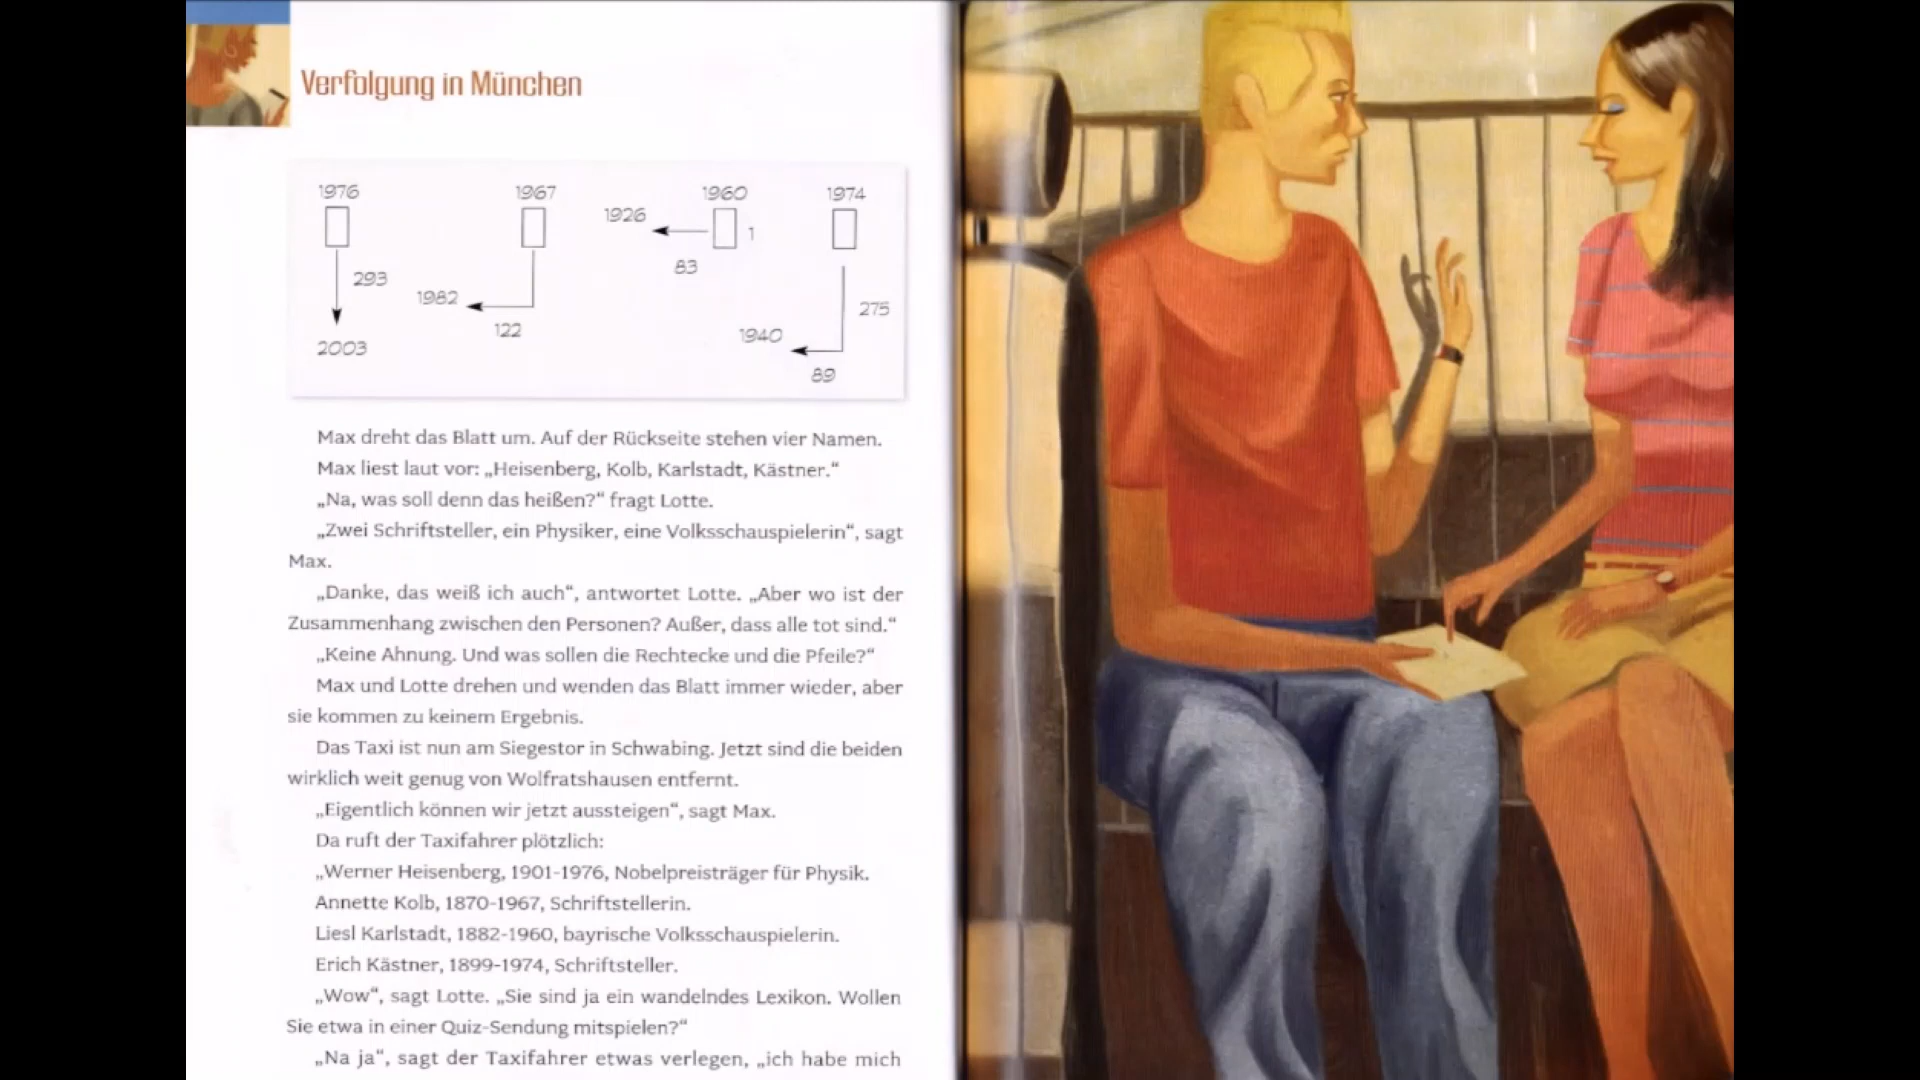 Verfolgung in München
1976
1967
1960
1974
1926
1
293
83
1982
275
122
1940
2003
89
Max dreht das Blatt um. Auf der Rückseite stehen vier Namen.
Max liest laut vor: „Heisenberg, Kolb, Karlstadt, Kästner.“
„Na, was soll denn das heißen?“ fragt Lotte.
„Zwei Schriftsteller, ein Physiker, eine Volksschauspielerin“, sagt
Max.
„Danke, das weiß ich auch“, antwortet Lotte. „Aber wo ist der
Zusammenhang zwischen den Personen? Außer, dass alle tot sind.“
„Keine Ahnung. Und was sollen die Rechtecke und die Pfeile?“
Max und Lotte drehen und wenden das Blatt immer wieder, aber
sie kommen zu keinem Ergebnis.
Das Taxi ist nun am Siegestor in Schwabing. Jetzt sind die beiden
wirklich weit genug von Wolfratshausen entfernt.
„Eigentlich können wir jetzt aussteigen“, sagt Max.
Da ruft der Taxifahrer plötzlich:
„Werner Heisenberg, 1901-1976, Nobelpreisträger für Physik.
Annette Kolb, 1870-1967, Schriftstellerin.
Liesl Karlstadt, 1882-1960, bayrische Volksschauspielerin.
Erich Kästner, 1899-1974, Schriftsteller.
„Wow“, sagt Lotte. „Sie sind ja ein wandelndes Lexikon. Wollen
Sie etwa in einer Quiz-Sendung mitspielen?“
„Na ja“, sagt der Taxifahrer etwas verlegen, „ich habe mich